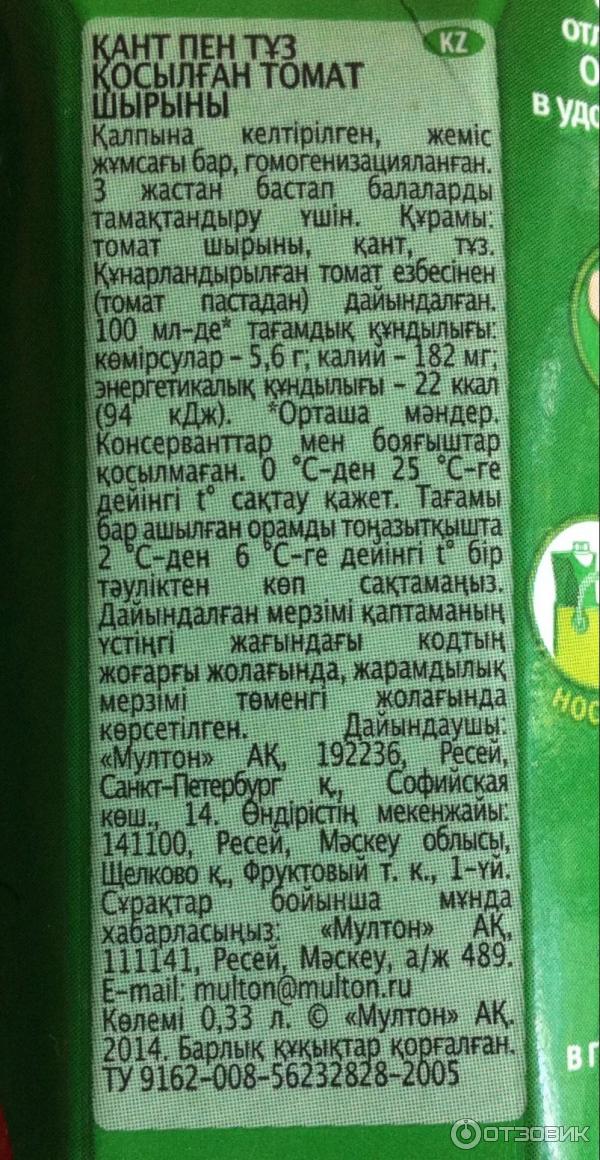 ҚАНТ ПЕН ТҰЗ
ҚОСЫЛҒАН ТОМАТ
ШЫРЫНЫ
KZ
Қалпына келтірілген, жеміс
жұмсағы бар, гомогенизацияланған.
3 жастан бастап балаларды
тамақтандыру үшін. Құрамы:
томат шырыны, қант, тұз.
Құнарландырылған томат езбесінен
(томат пастадан) дайындалған.
100 мл-де* тағамдық құндылығы:
көмірсулар – 5,6 г; калий – 182 мг;
энергетикалық құндылығы – 22 ккал
(94 кДж). *Орташа мәндер.
Консерванттар мен бояғыштар
қосылмаған. 0 °С-ден 25 °С-ге
дейінгі t° сақтау қажет. Тағамы
бар ашылған орамды тоңазытқышта
2 °С-ден 6 °С-ге дейінгі t° бір
тәуліктен көп сақтамаңыз.
Дайындалған мерзімі қаптаманың
үстіңгі жағындағы кодтың
жоғарғы жолағында, жарамдылық
мерзімі төменгі жолағында
көрсетілген. Дайындаушы:
«Мултон» АҚ, 192236, Ресей,
Санкт-Петербург қ., Софийская
көш., 14. Өндірістің мекенжайы:
141100, Ресей, Мәскеу облысы,
Щелково қ., Фруктовый т. к., 1-үй.
Сұрақтар бойынша мұнда
хабарласыңыз: «Мултон» АҚ,
111141, Ресей, Мәскеу, а/ж 489.
E-mail: multon@multon.ru
Көлемі 0,33 л. © «Мултон» АҚ.
2014. Барлық құқықтар қорғалған.
ТУ 9162-008-56232828-2005
ОТЛ
О
В УДО
НОС
В Г
ОТЗОВИК